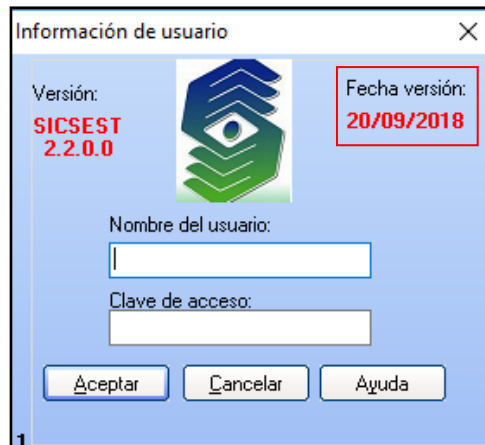 Información de usuario
Versión:
SICSEST
2.2.0.0
Fecha versión:
20/09/2018
Nombre del usuario:
Clave de acceso:
Aceptar
Cancelar
Ayuda
1